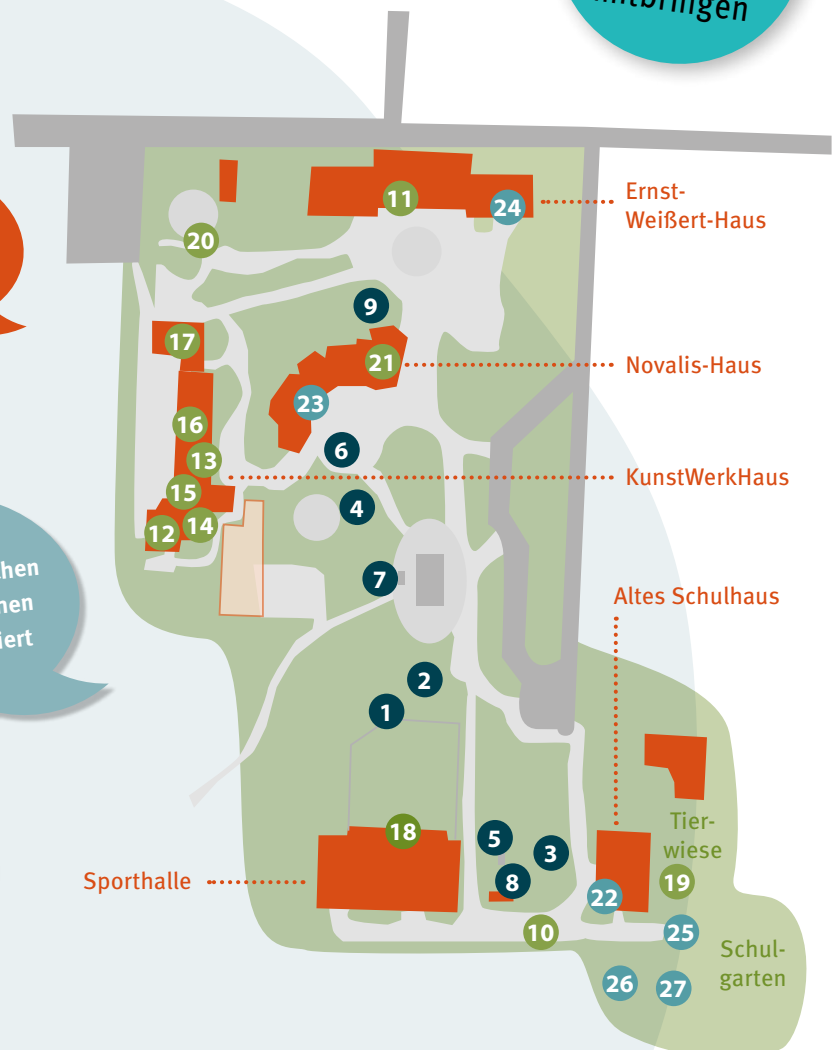 mitbringen
Ernst-
Weißert-Haus
11
24
20
9
17
21
Novalis-Haus
23
16
6
13
KunstWerkHaus
15
4
14
12
7
Altes Schulhaus
2
1
Tier-
wiese
18
5
3
Sporthalle
8
19
22
10
25
Schul-
garten
26
27